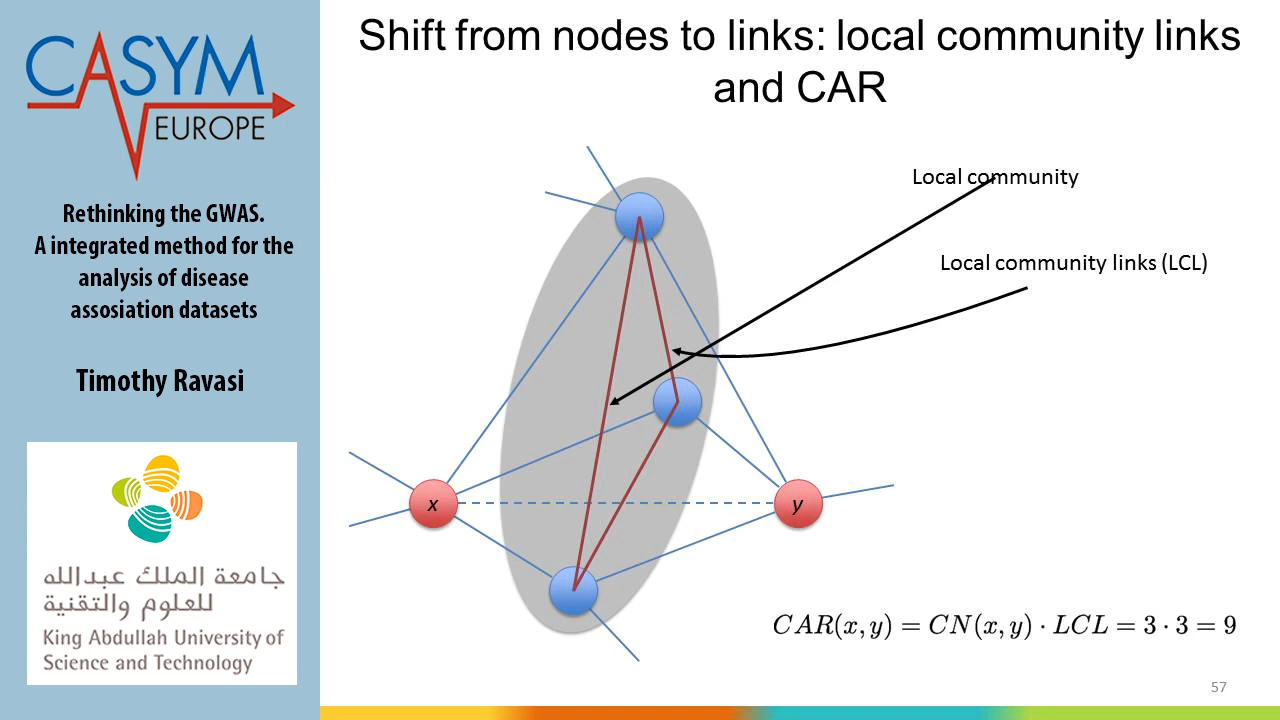 CASYM
EUROPE
Rethinking the GWAS.
A integrated method for the
analysis of disease
assosiation datasets
Timothy Ravasi
جامعة الملك عبدالله
للعلوم والتقنية
King Abdullah University of
Science and Technology
Shift from nodes to links: local community links
and CAR
Local community
Local community links (LCL)
x
y
CAR(x, y) = CN(x, y) · LCL = 3 · 3 = 9
57